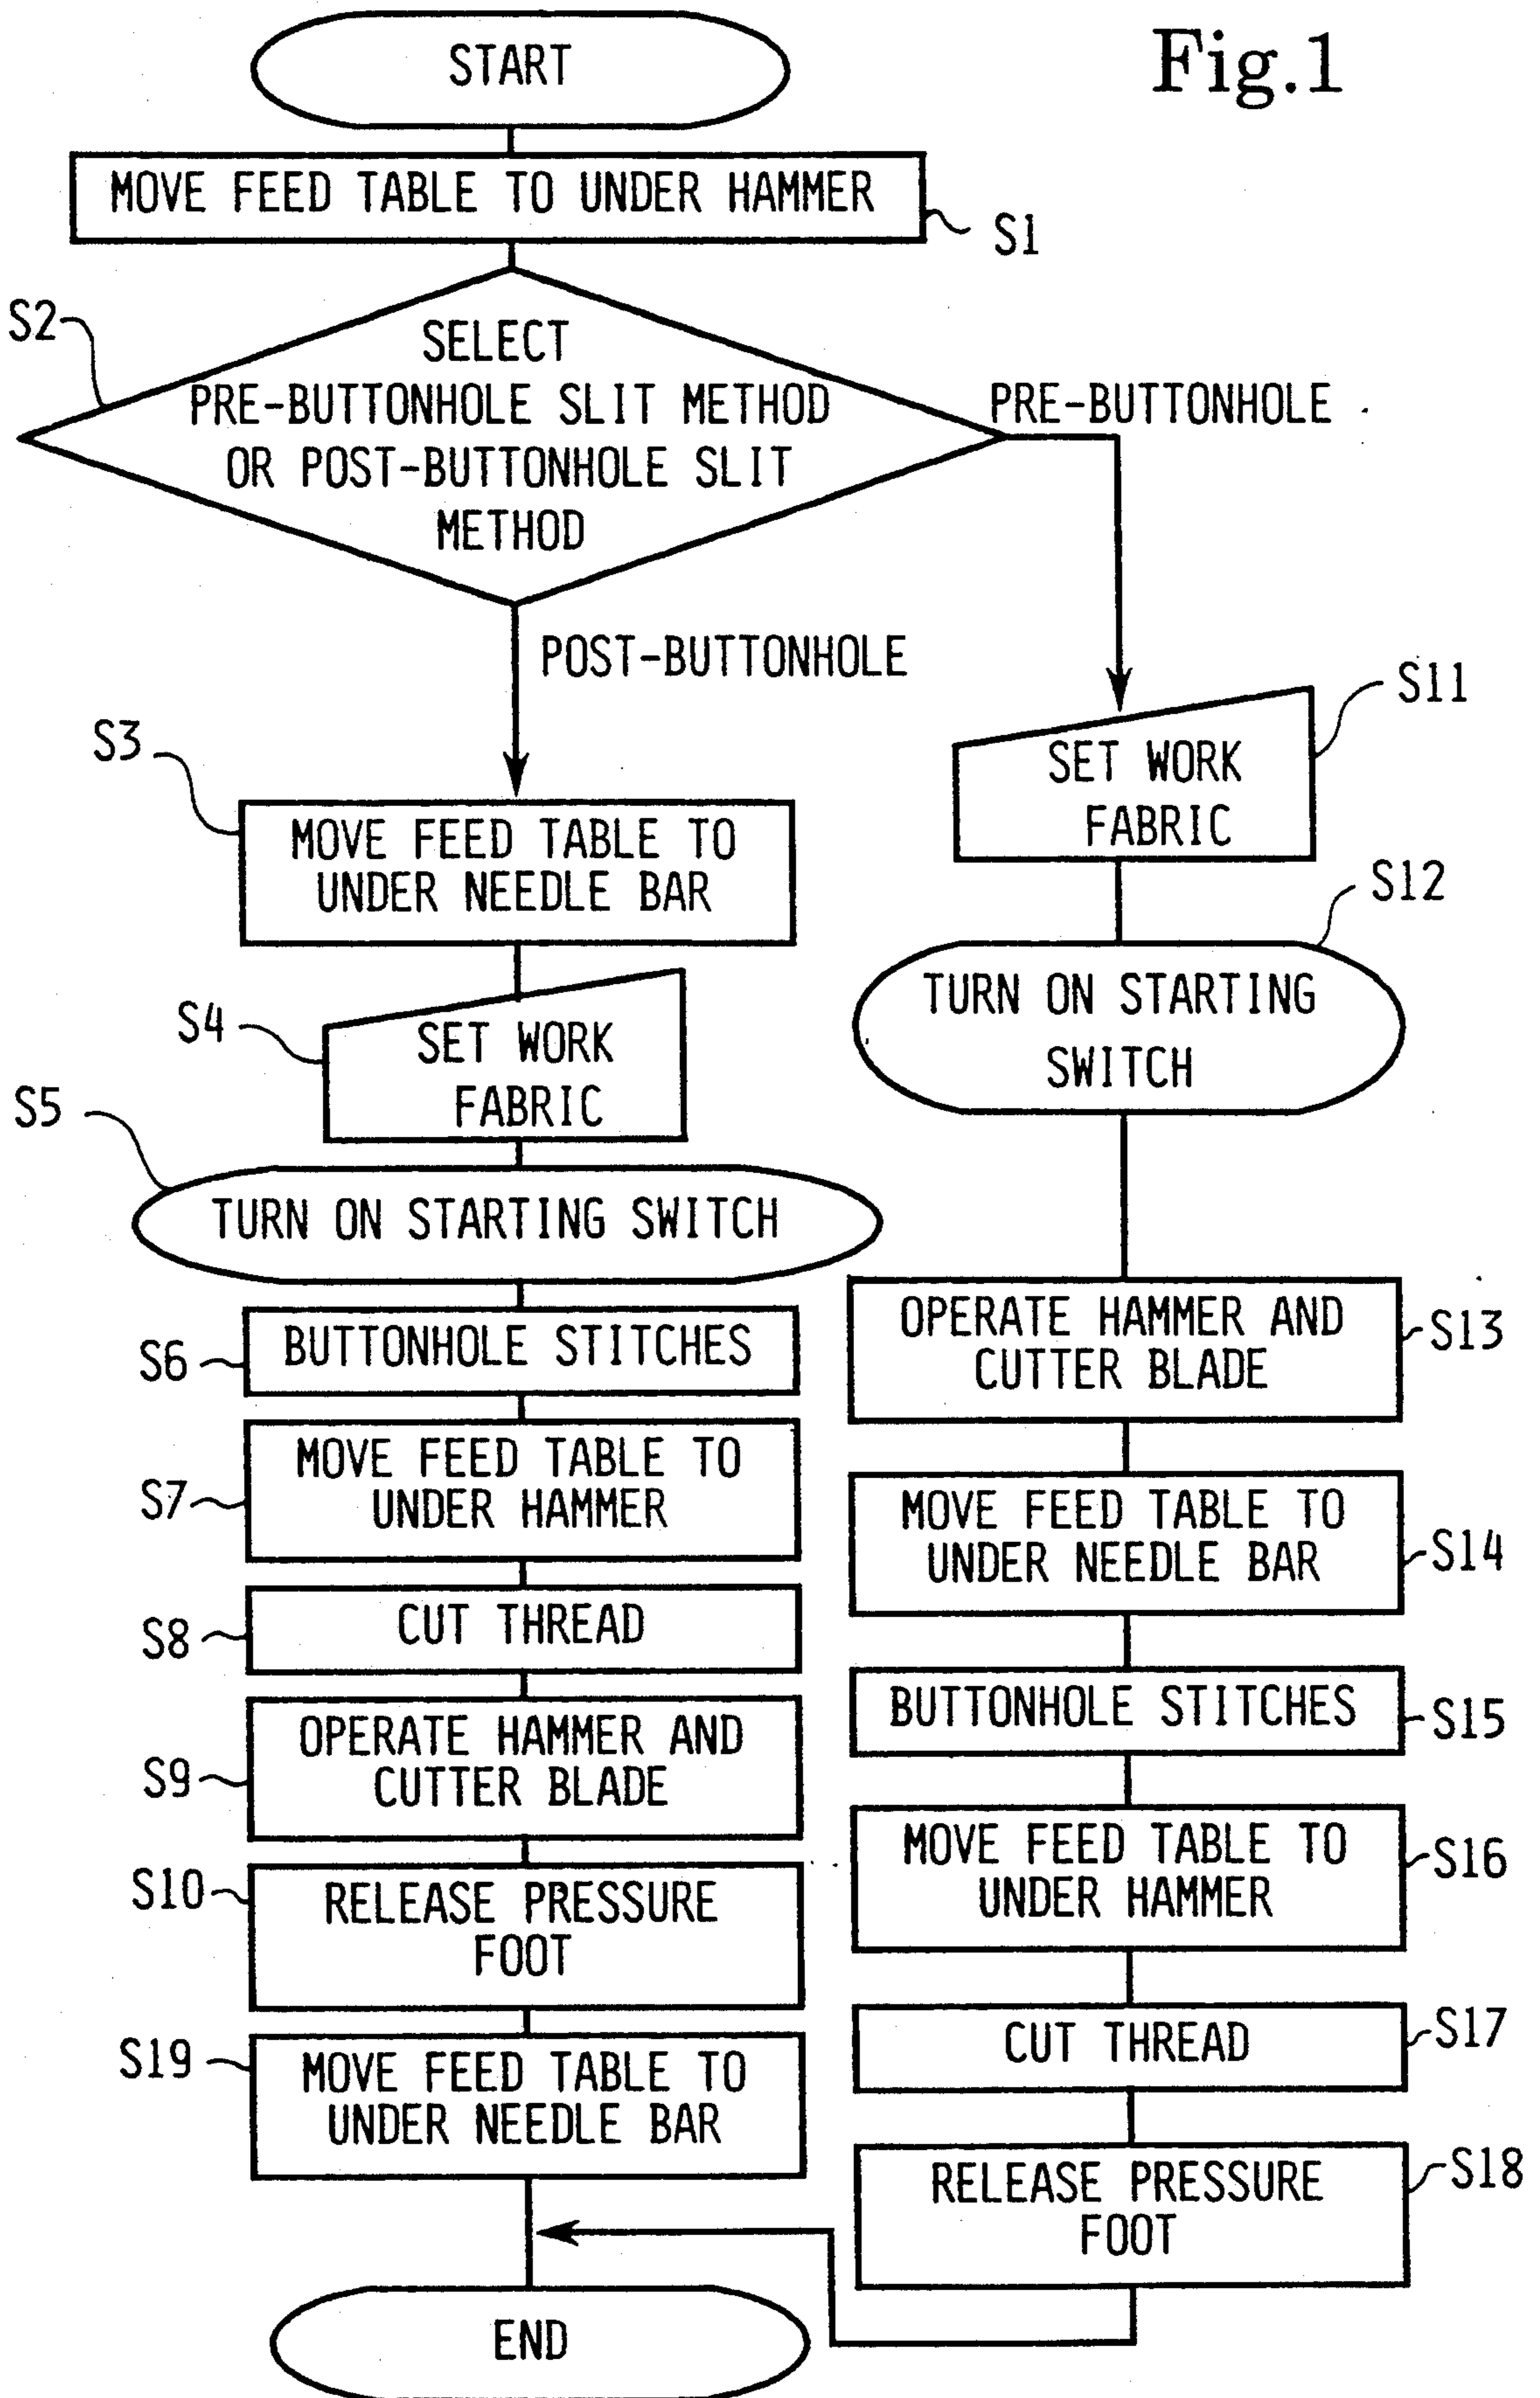 Fig.1
START
MOVE FEED TABLE TO UNDER HAMMER
S1
S2
SELECT
PRE-BUTTONHOLE SLIT METHOD
OR POST-BUTTONHOLE SLIT
METHOD
PRE-BUTTONHOLE
POST-BUTTONHOLE
S3
MOVE FEED TABLE TO
UNDER NEEDLE BAR
S4
SET WORK
FABRIC
S5
TURN ON STARTING SWITCH
S6
BUTTONHOLE STITCHES
S7
MOVE FEED TABLE TO
UNDER HAMMER
S8
CUT THREAD
S9
OPERATE HAMMER AND
CUTTER BLADE
S10
RELEASE PRESSURE
FOOT
S19
MOVE FEED TABLE TO
UNDER NEEDLE BAR
S11
SET WORK
FABRIC
S12
TURN ON STARTING
SWITCH
OPERATE HAMMER AND
CUTTER BLADE
S13
MOVE FEED TABLE TO
UNDER NEEDLE BAR
S14
BUTTONHOLE STITCHES
S15
MOVE FEED TABLE TO
UNDER HAMMER
S16
CUT THREAD
S17
RELEASE PRESSURE
FOOT
S18
END